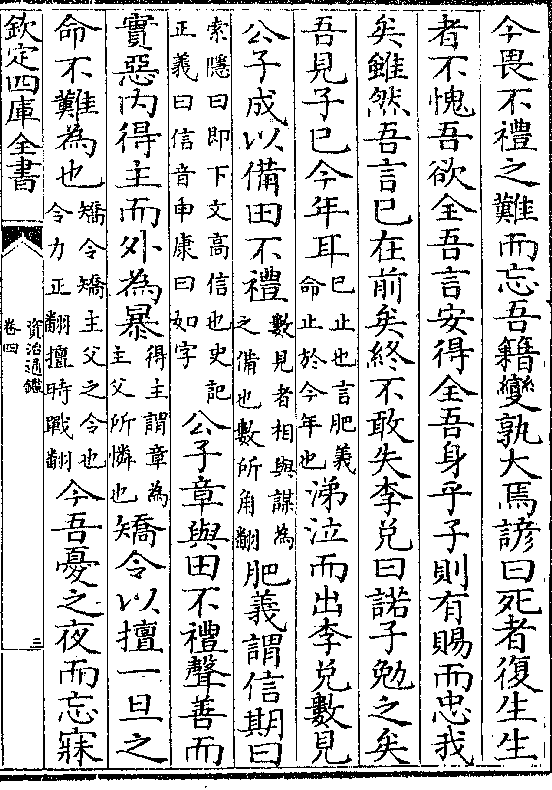 今畏不禮之難而忘吾籍變孰大焉諺曰死者復生生
者不愧吾欲全吾言安得全吾身乎子則有賜而忠我
矣雖然吾言已在前矣終不敢失李兌曰諾子勉之矣
吾見子已今年耳已止也言肥義命止於今年也涕泣而出李兌數見
公子成以備田不禮數見者相與謀為之備也數所角翻肥義謂信期曰
索隱曰即下文高信也史記正義曰信音申康曰如字公子章與田不禮聲善而
實惡內得主而外為暴得主謂章為主父所憐也矯令以擅一旦之
命不難為也矯令矯主父之令也令力正翻擅時戰翻今吾憂之夜而忘寐
欽定四庫全書
資治通鑑
卷四
三